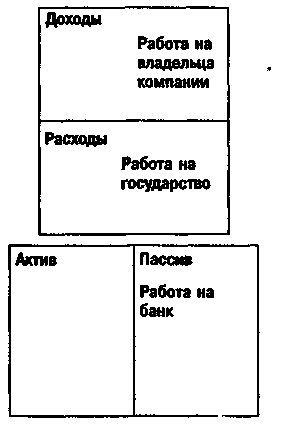 Доходы
Работа на
владельца
компании
Расходы
Работа на
государство
Актив
Пассив
Работа на
банк